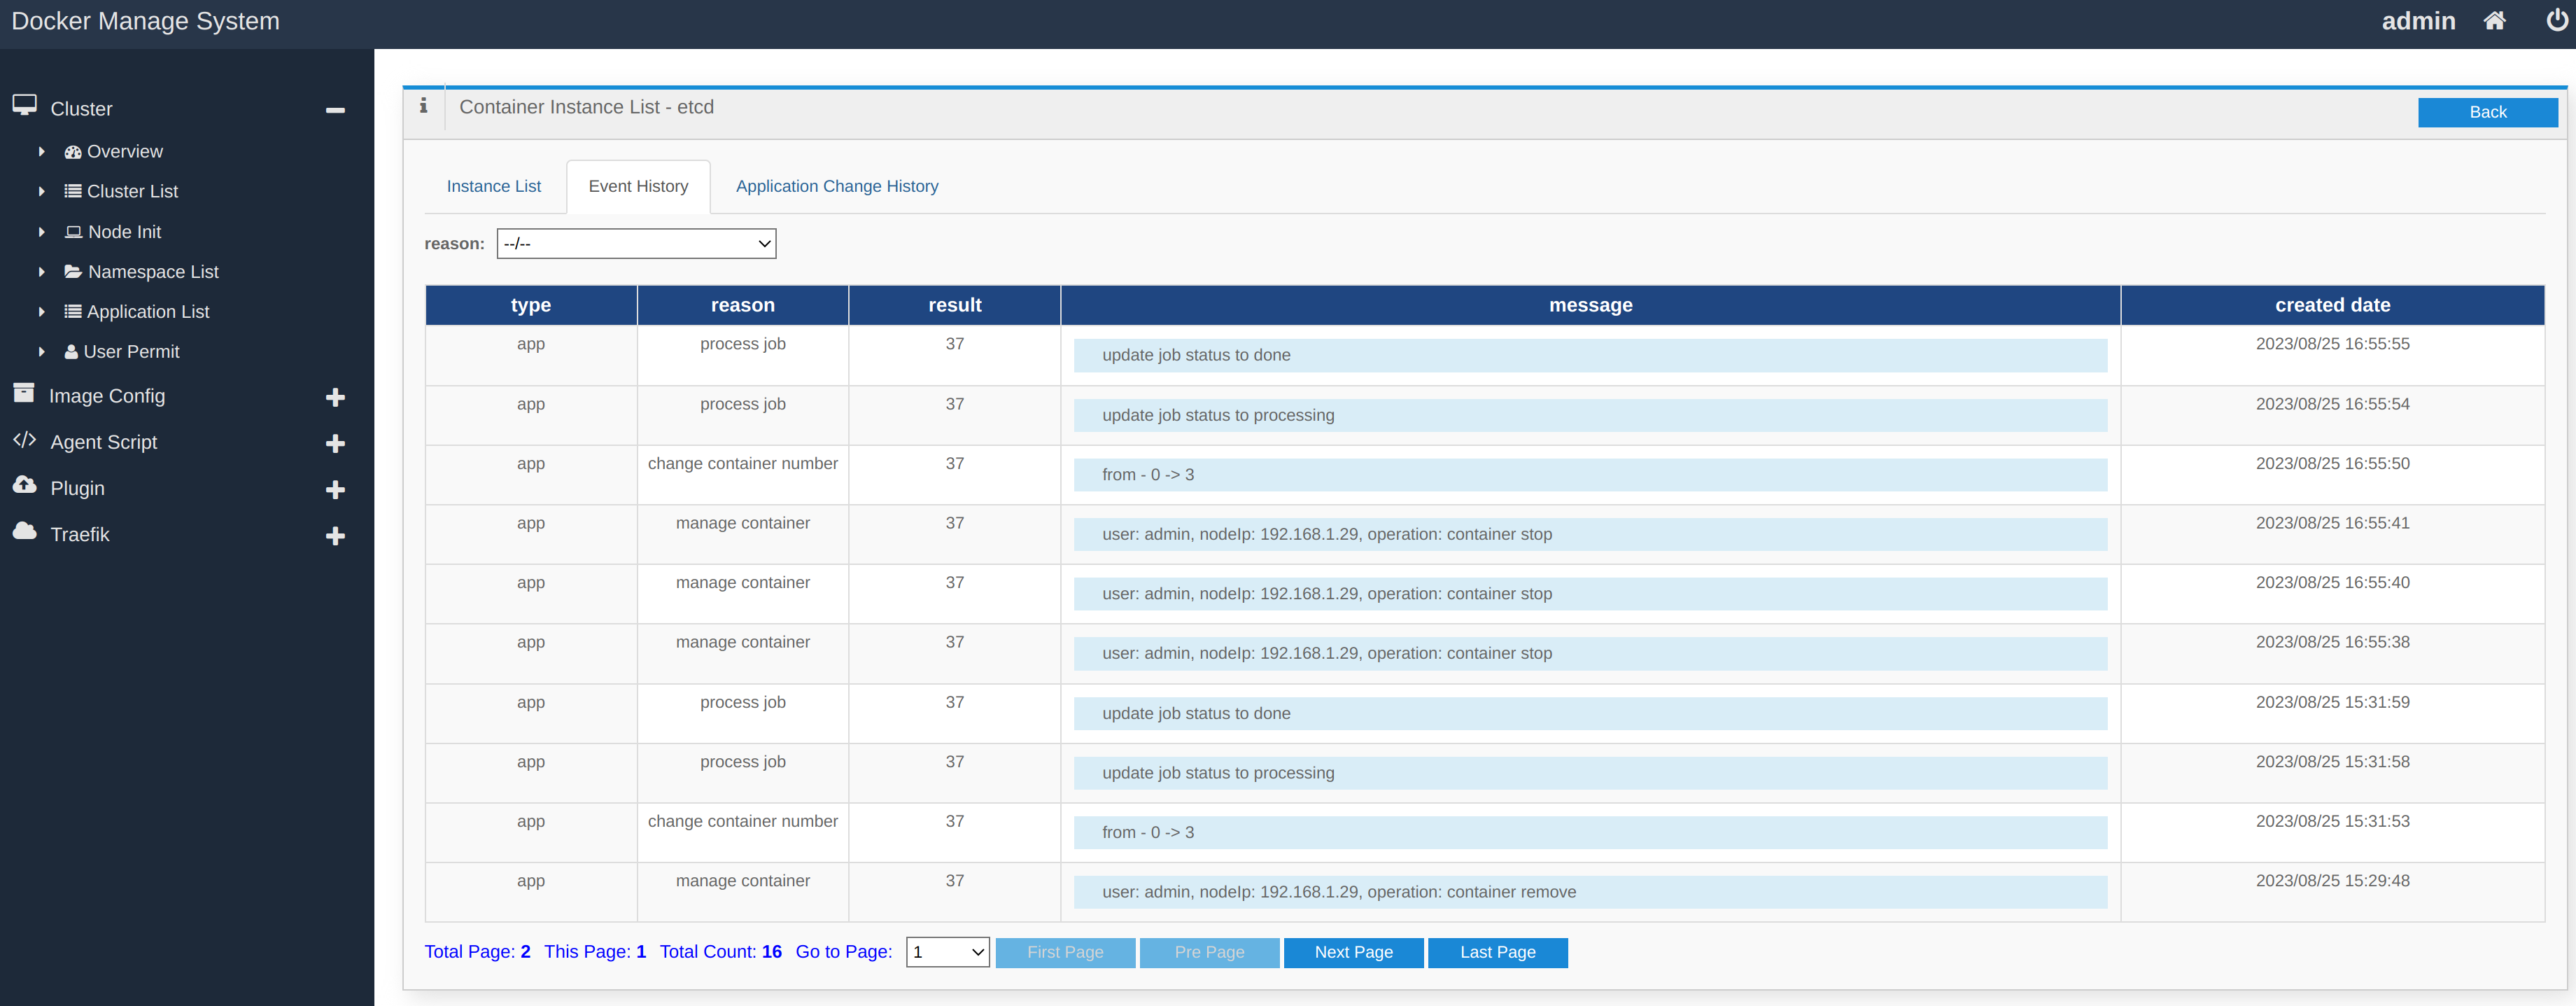 Docker Manage System
admin
Cluster
Overview
Cluster List
Node Init
Namespace List
Application List
User Permit
Image Config
Agent Script
Plugin
Traefik
Container Instance List - etcd
Back
Instance List Event History Application Change History
reason: --/--
type reason result message created date
app process job 37 update job status to done 2023/08/25 16:55:55
app process job 37 update job status to processing 2023/08/25 16:55:54
app change container number 37 from - 0 -> 3 2023/08/25 16:55:50
app manage container 37 user: admin, nodeIp: 192.168.1.29, operation: container stop 2023/08/25 16:55:41
app manage container 37 user: admin, nodeIp: 192.168.1.29, operation: container stop 2023/08/25 16:55:40
app manage container 37 user: admin, nodeIp: 192.168.1.29, operation: container stop 2023/08/25 16:55:38
app process job 37 update job status to done 2023/08/25 15:31:59
app process job 37 update job status to processing 2023/08/25 15:31:58
app change container number 37 from - 0 -> 3 2023/08/25 15:31:53
app manage container 37 user: admin, nodeIp: 192.168.1.29, operation: container remove 2023/08/25 15:29:48
Total Page: 2 This Page: 1 Total Count: 16 Go to Page: 1 First Page Pre Page Next Page Last Page